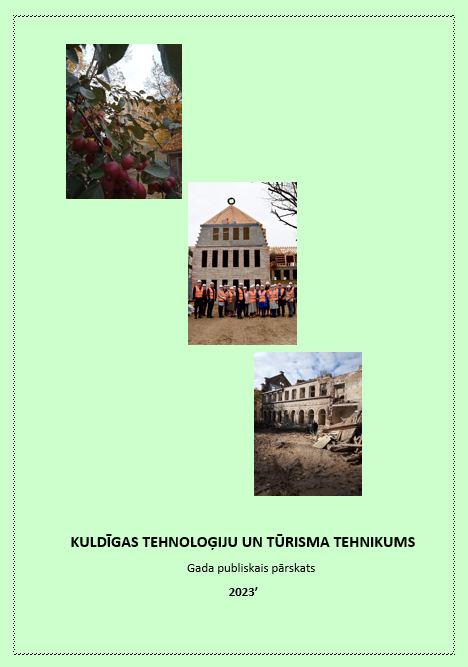 KULDĪGAS TEHNOLOĢIJU UN TŪRISMA TEHNIKUMS
Gada publiskais pārskats
2023’